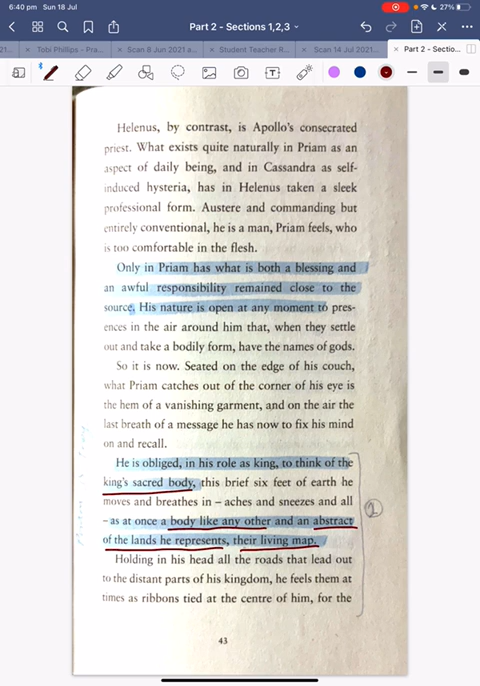 6:40 pm Sun 18 Jul
27%
Part 2 - Sections 1,2,3
21...
Tobi Phillips - Pra...
Scan 8 Jun 2021 a...
Student Teacher R...
Scan 14 Jul 2021...
Part 2 - Sectio...
Helenus, by contrast, is Apollo's consecrated
priest. What exists quite naturally in Priam as an
aspect of daily being, and in Cassandra as self-
induced hysteria, has in Helenus taken a sleek
professional form. Austere and commanding but
entirely conventional, he is a man, Priam feels, who
is too comfortable in the flesh.
Only in Priam has what is both a blessing and
an awful responsibility remained close to the
source. His nature is open at any moment to pres-
ences in the air around him that, when they settle
out and take a bodily form, have the names of gods.
So it is now. Seated on the edge of his couch,
what Priam catches out of the corner of his eye is
the hem of a vanishing garment, and on the air the
last breath of a message he has now to fix his mind
on and recall.
He is obliged, in his role as king, to think of the
king's sacred body, this brief six feet of earth he
moves and breathes in – aches and sneezes and all
– as at once a body like any other and an abstract
of the lands he represents, their living map.
2
Holding in his head all the roads that lead out
to the distant parts of his kingdom, he feels them at
times as ribbons tied at the centre of him, for the
43